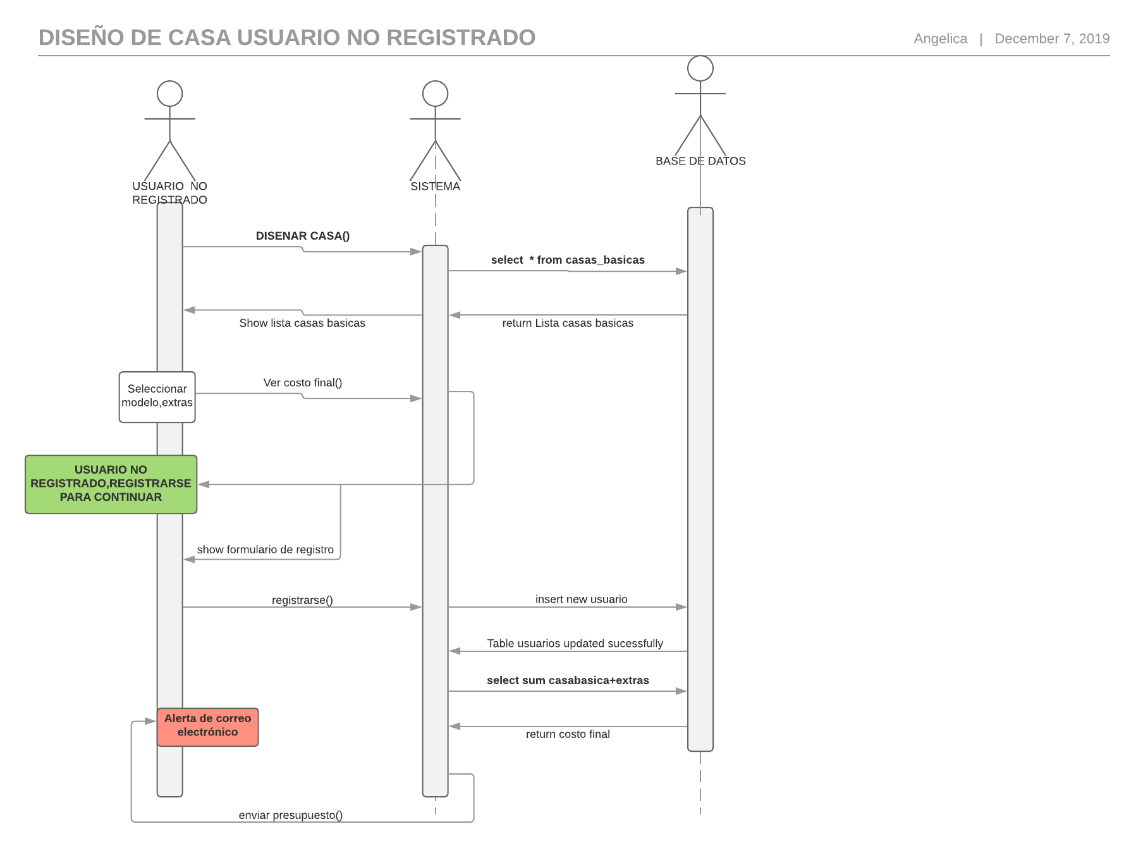 DISEÑO DE CASA USUARIO NO REGISTRADO
Angelica | December 7, 2019
BASE DE DATOS
USUARIO NO
REGISTRADO
SISTEMA
DISENAR CASA()
select * from casas_basicas
Show lista casas basicas
return Lista casas basicas
Seleccionar
modelo,extras
Ver costo final()
USUARIO NO
REGISTRADO,REGISTRARSE
PARA CONTINUAR
show formulario de registro
registrarse()
insert new usuario
Table usuarios updated sucessfully
select sum casabasica+extras
Alerta de correo
electrónico
return costo final
enviar presupuesto()